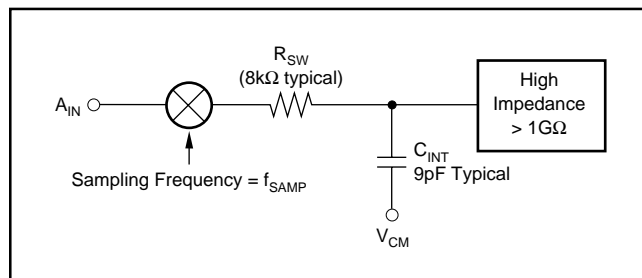 R_SW
(8kΩ typical)
High
Impedance
> 1GΩ
A_IN
C_INT
9pF Typical
Sampling Frequency = f_SAMP
V_CM